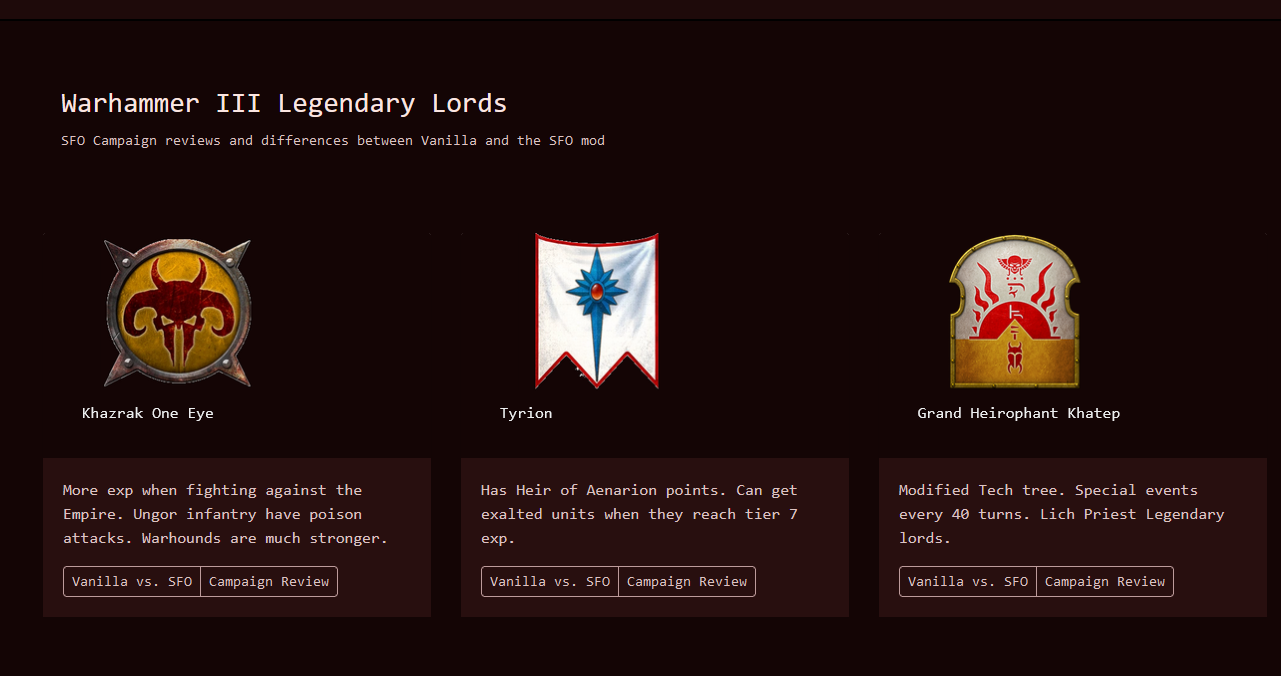 Warhammer III Legendary Lords
SFO Campaign reviews and differences between Vanilla and the SFO mod
Khazrak One Eye
Tyrion
Grand Heirophant Khatep
More exp when fighting against the
Empire. Ungor infantry have poison
attacks. Warhounds are much stronger.
Vanilla vs. SFO
Campaign Review
Has Heir of Aenarion points. Can get
exalted units when they reach tier 7
exp.
Vanilla vs. SFO
Campaign Review
Modified Tech tree. Special events
every 40 turns. Lich Priest Legendary
lords.
Vanilla vs. SFO
Campaign Review